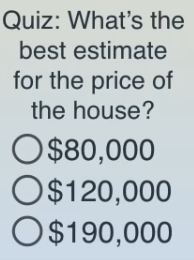 Quiz: What’s the
best estimate
for the price of
the house?
$80,000
$120,000
$190,000